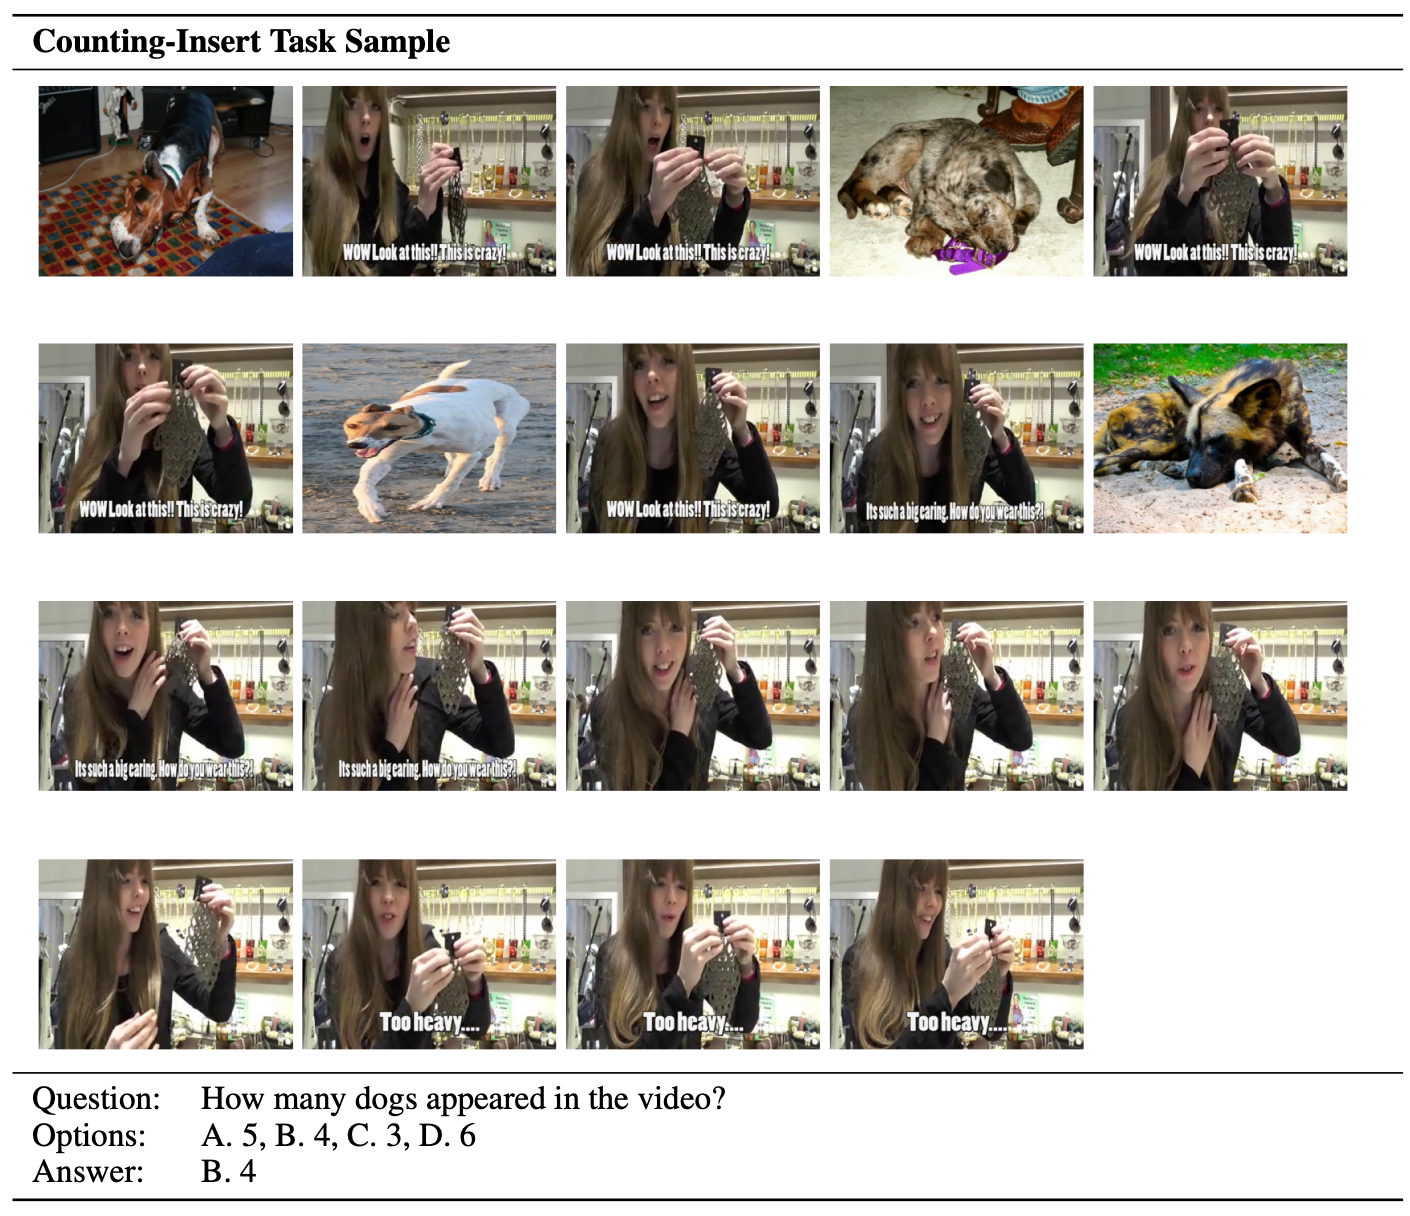 Counting-Insert Task Sample
WOW Look at this!! This is crazy!
WOW Look at this!! This is crazy!
WOW Look at this!! This is crazy!
WOW Look at this!! This is crazy!
WOW Look at this!! This is crazy!
Its such a big earing. How do you wear this?!
Its such a big earing. How do you wear this?!
Its such a big earing. How do you wear this?!
Too heavy....
Too heavy....
Too heavy....
Question: How many dogs appeared in the video?
Options: A. 5, B. 4, C. 3, D. 6
Answer: B. 4